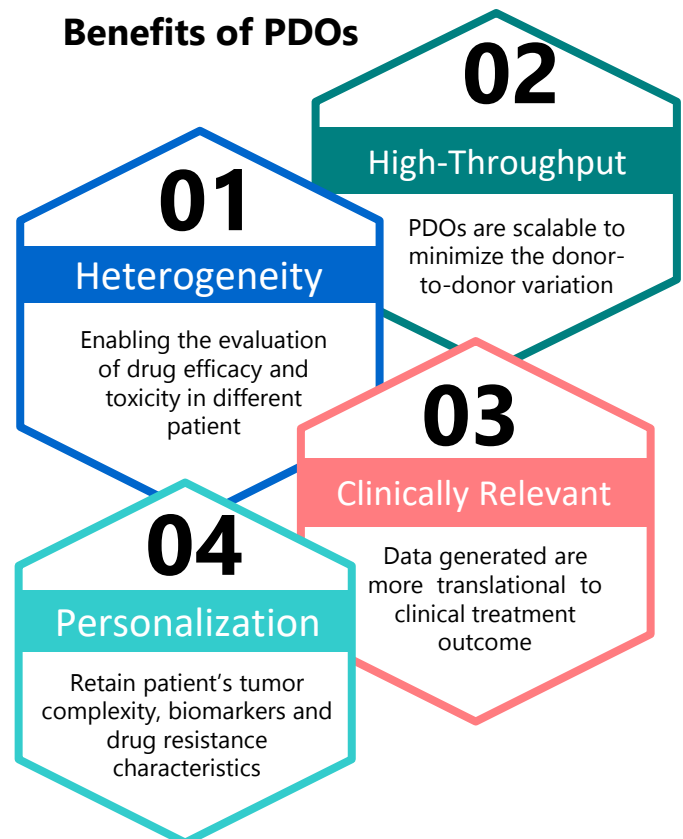 Benefits of PDOs
01
Heterogeneity
Enabling the evaluation
of drug efficacy and
toxicity in different
patient
02
High-Throughput
PDOs are scalable to
minimize the donor-
to-donor variation
03
Clinically Relevant
Data generated are
more translational to
clinical treatment
outcome
04
Personalization
Retain patient’s tumor
complexity, biomarkers and
drug resistance
characteristics